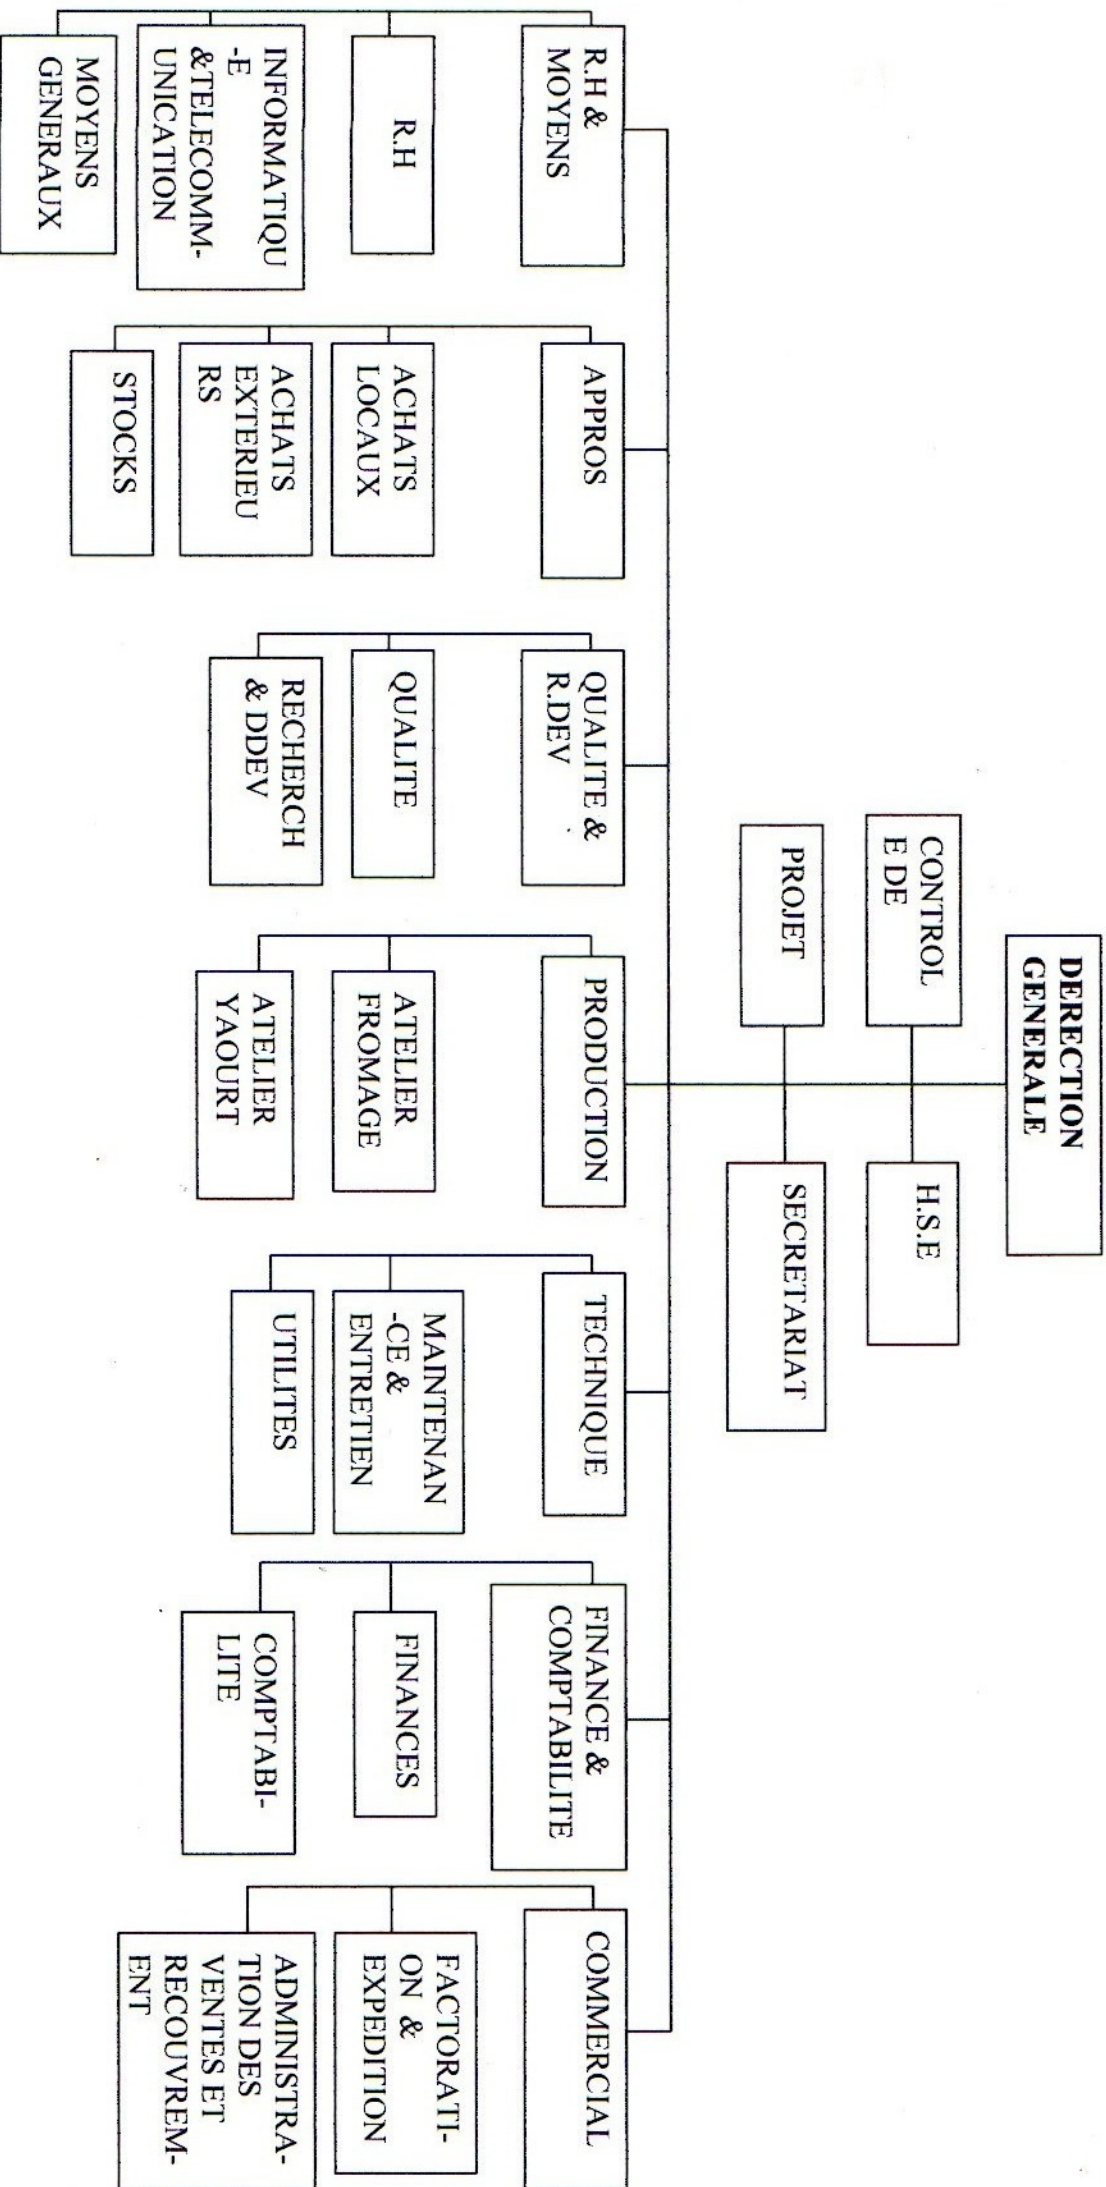 DERECTION
GENERALE
CONTROL
E DE
H.S.E
PROJET
SECRETARIAT
R.H &
MOYENS
R.H
INFORMATIQU
-E
&TELECOMM-
UNICATION
MOYENS
GENERAUX
APPROS
ACHATS
LOCAUX
ACHATS
EXTERIEU
RS
STOCKS
QUALITE &
R.DEV
QUALITE
RECHERCH
& DDEV
PRODUCTION
ATELIER
FROMAGE
ATELIER
YAOURT
TECHNIQUE
MAINTENAN
-CE &
ENTRETIEN
UTILITES
FINANCE &
COMPTABILITE
FINANCES
COMPTABI-
LITE
COMMERCIAL
FACTORATI-
ON &
EXPEDITION
ADMINISTRA-
TION DES
VENTES ET
RECOUVREM-
ENT